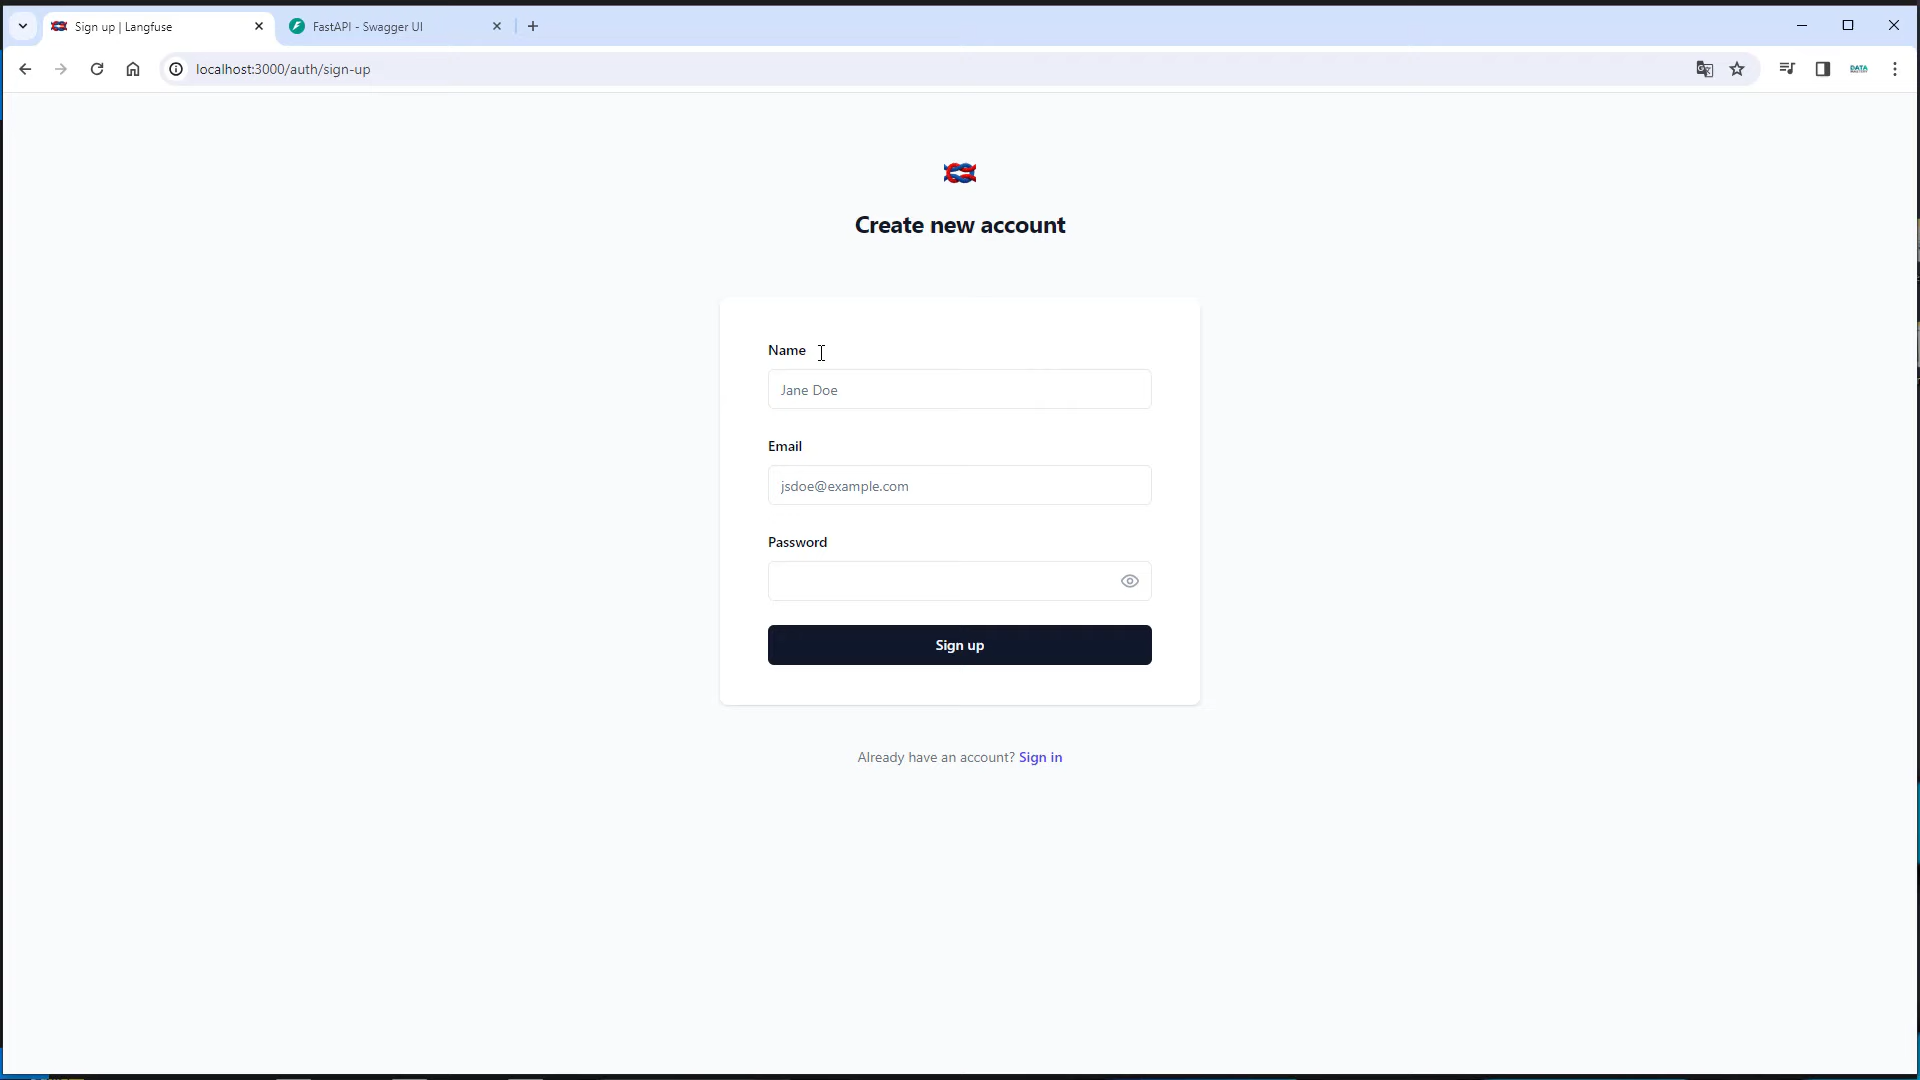 Sign up | Langfuse
FastAPI - Swagger UI
localhost:3000/auth/sign-up
DATA
Create new account
Name
Jane Doe
Email
jsdoe@example.com
Password
Sign up
Already have an account? Sign in